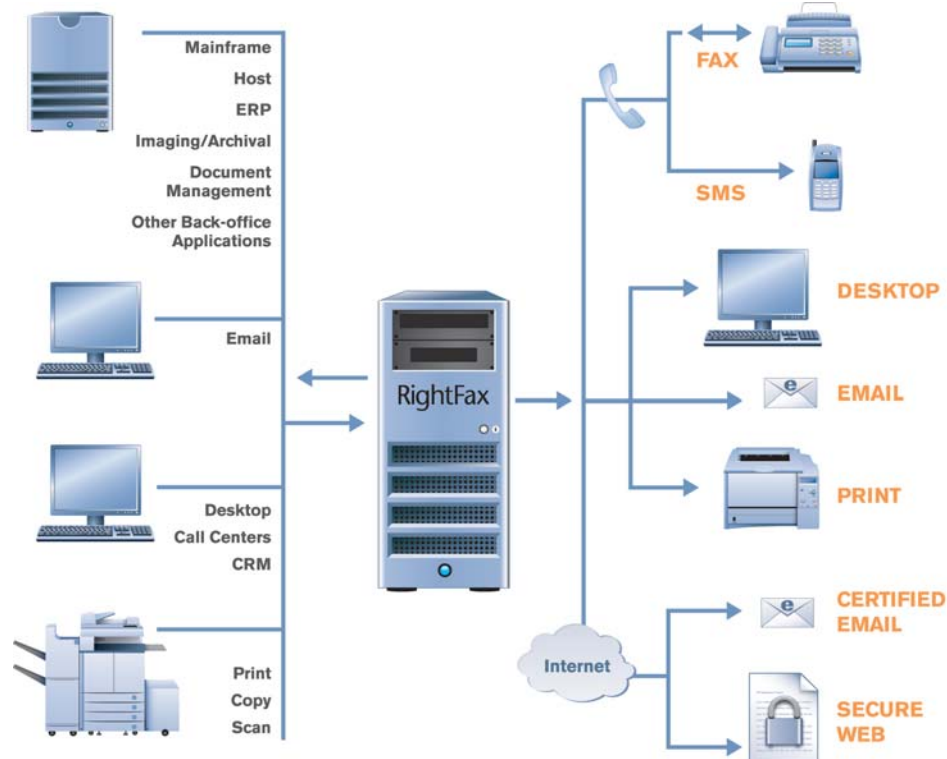 Mainframe
Host
ERP
Imaging/Archival
Document
Management
Other Back-office
Applications
Email
Desktop
Call Centers
CRM
Print
Copy
Scan
RightFax
FAX
SMS
DESKTOP
e
EMAIL
PRINT
Internet
e
CERTIFIED
EMAIL
SECURE
WEB